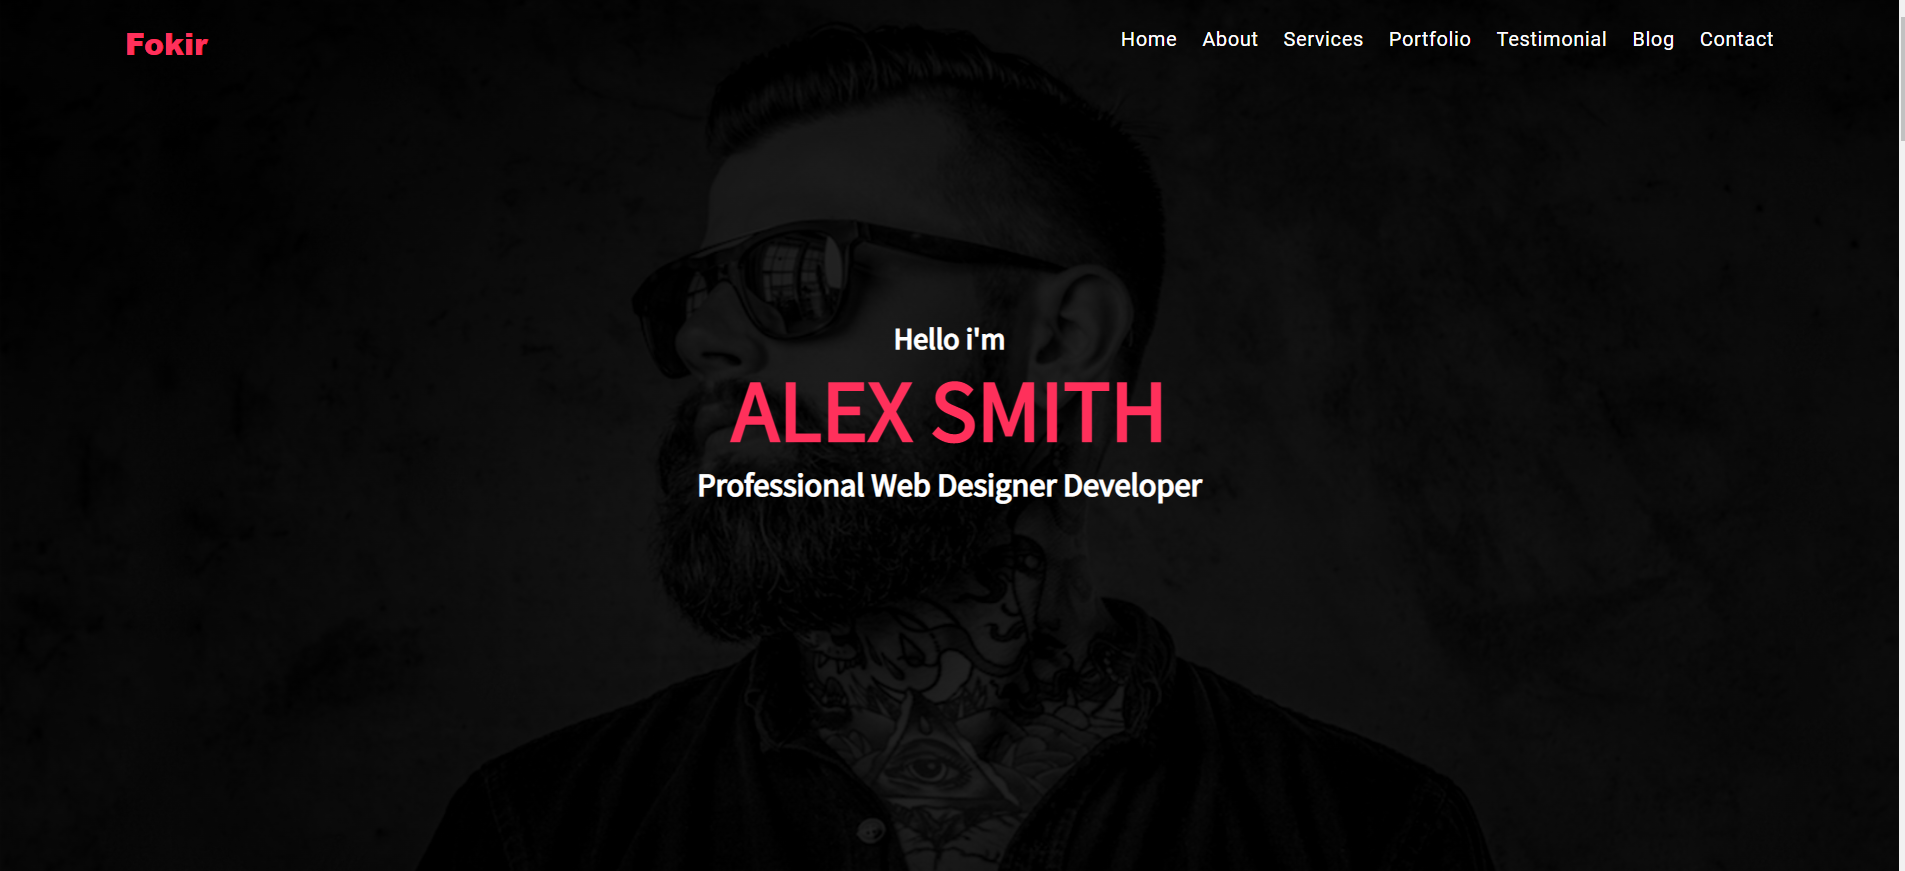 Fokir
Home About Services Portfolio Testimonial Blog Contact
Hello i'm
ALEX SMITH
Professional Web Designer Developer